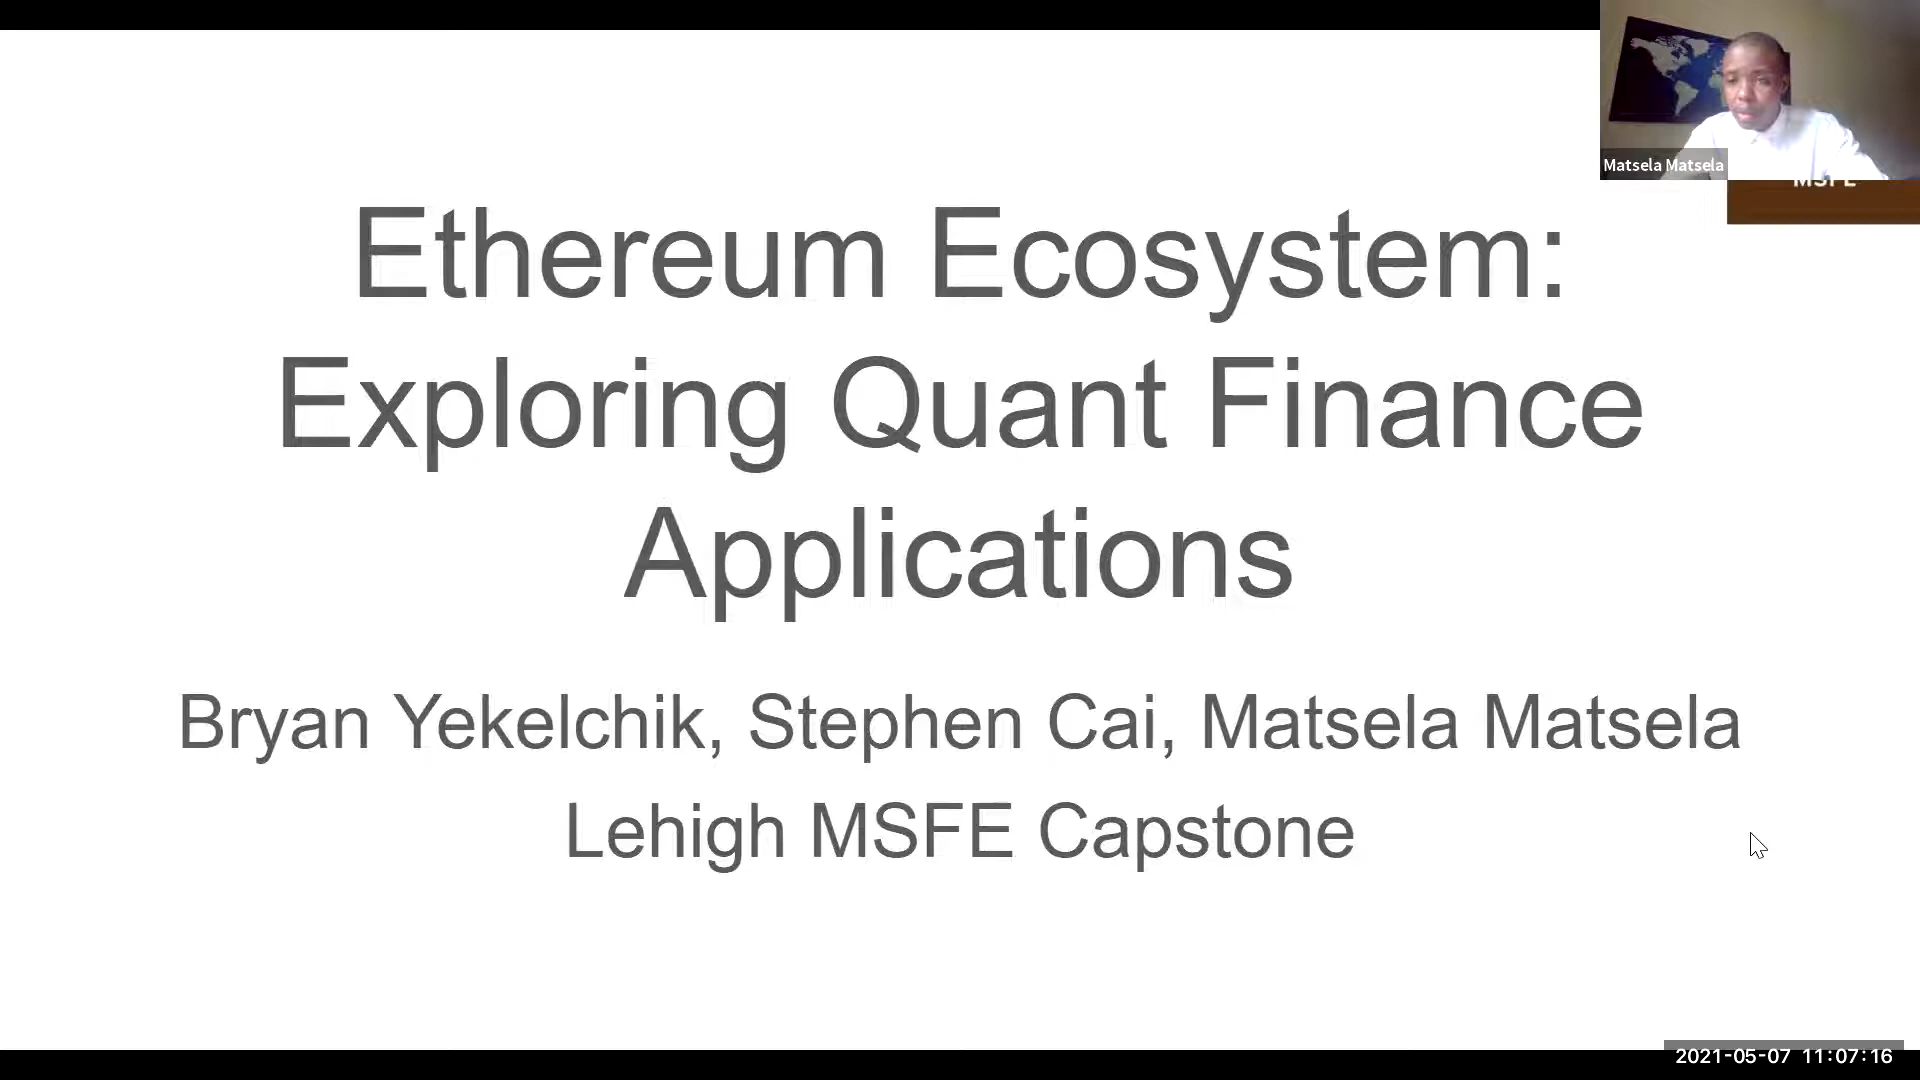 Matsela Matsela
MSFE
Ethereum Ecosystem:
Exploring Quant Finance
Applications
Bryan Yekelchik, Stephen Cai, Matsela Matsela
Lehigh MSFE Capstone
2021-05-07 11:07:16